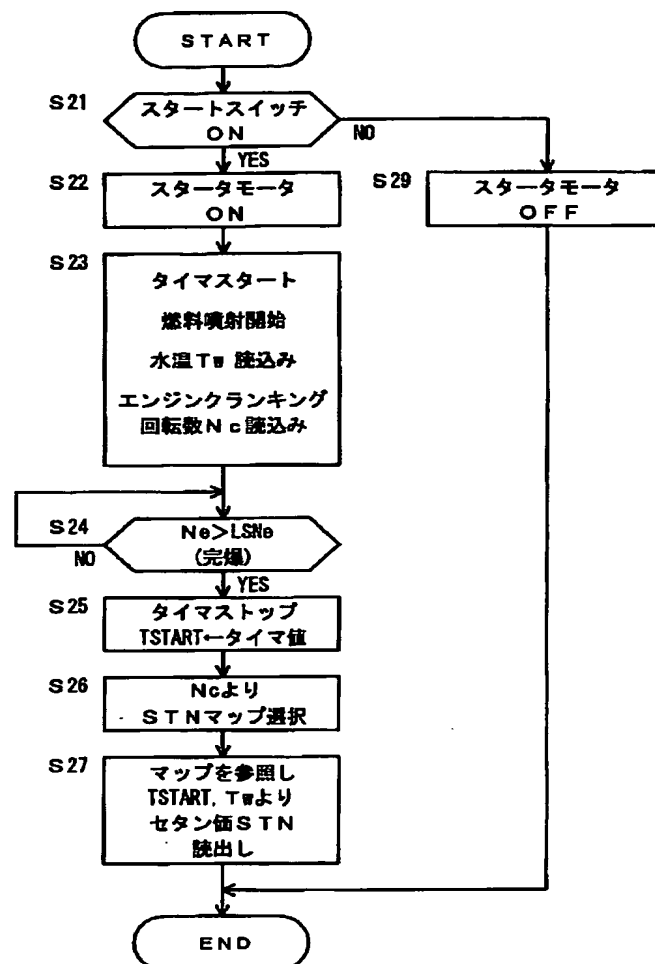 START
S21
スタートスイッチ
ON
NO
YES
S22
スタータモータ
ON
S29
スタータモータ
OFF
S23
タイマスタート
燃料噴射開始
水温Tw 読込み
エンジンクランキング
回転数Nc読込み
S24
Ne>LSNe
(完爆)
NO
YES
S25
タイマストップ
TSTART←タイマ値
S26
Ncより
STNマップ選択
S27
マップを参照し
TSTART, Twより
セタン価STN
読出し
END